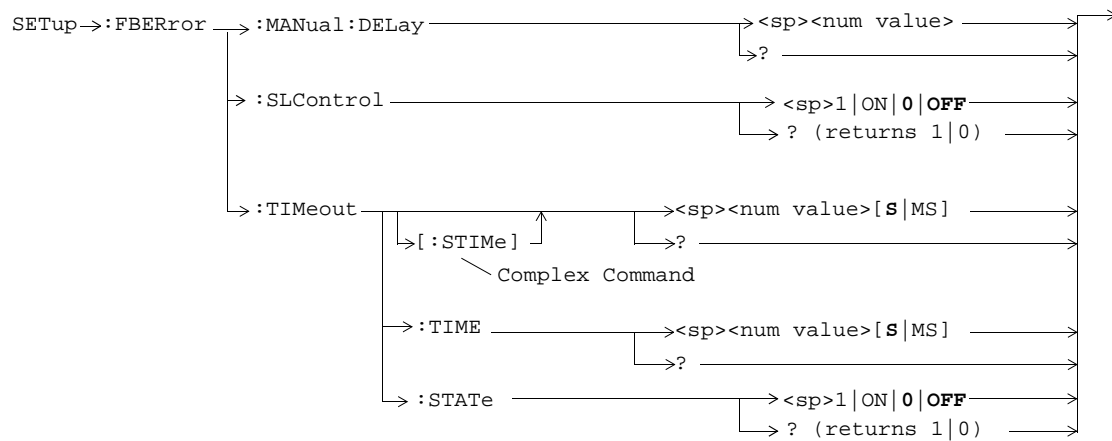 SETup :FBERror :MANual:DELay <sp><num value>
?
:SLControl <sp>1|ON|0|OFF
? (returns 1|0)
:TIMeout <sp><num value>[S|MS]
[:STIMe] ?
Complex Command
:TIME <sp><num value>[S|MS]
?
:STATe <sp>1|ON|0|OFF
? (returns 1|0)